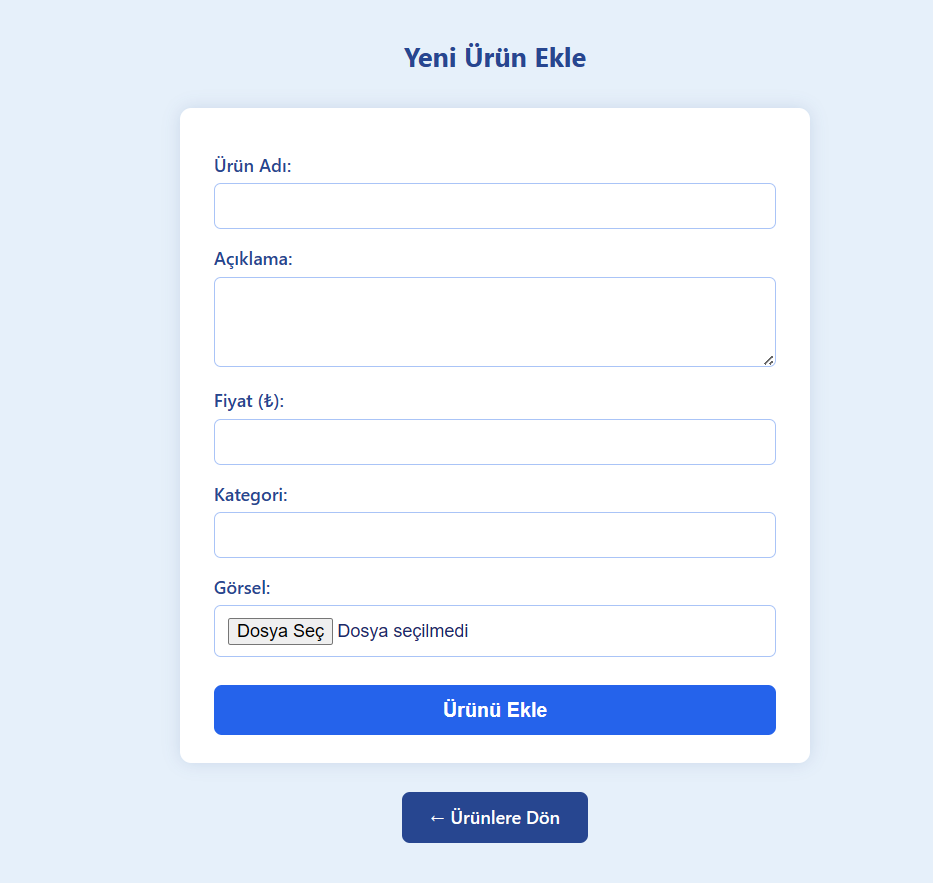 Yeni Ürün Ekle
Ürün Adı:
Açıklama:
Fiyat (₺):
Kategori:
Görsel:
Dosya Seç Dosya seçilmedi
Ürünü Ekle
← Ürünlere Dön